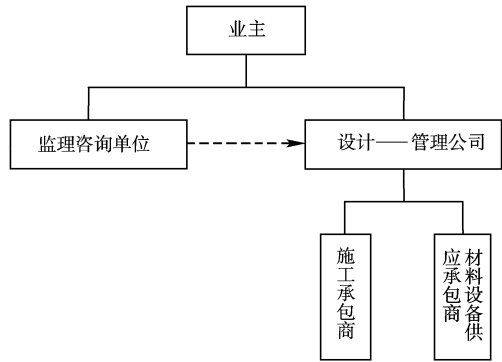 业主
监理咨询单位
设计——管理公司
施工承包商
材料设备供
应承包商